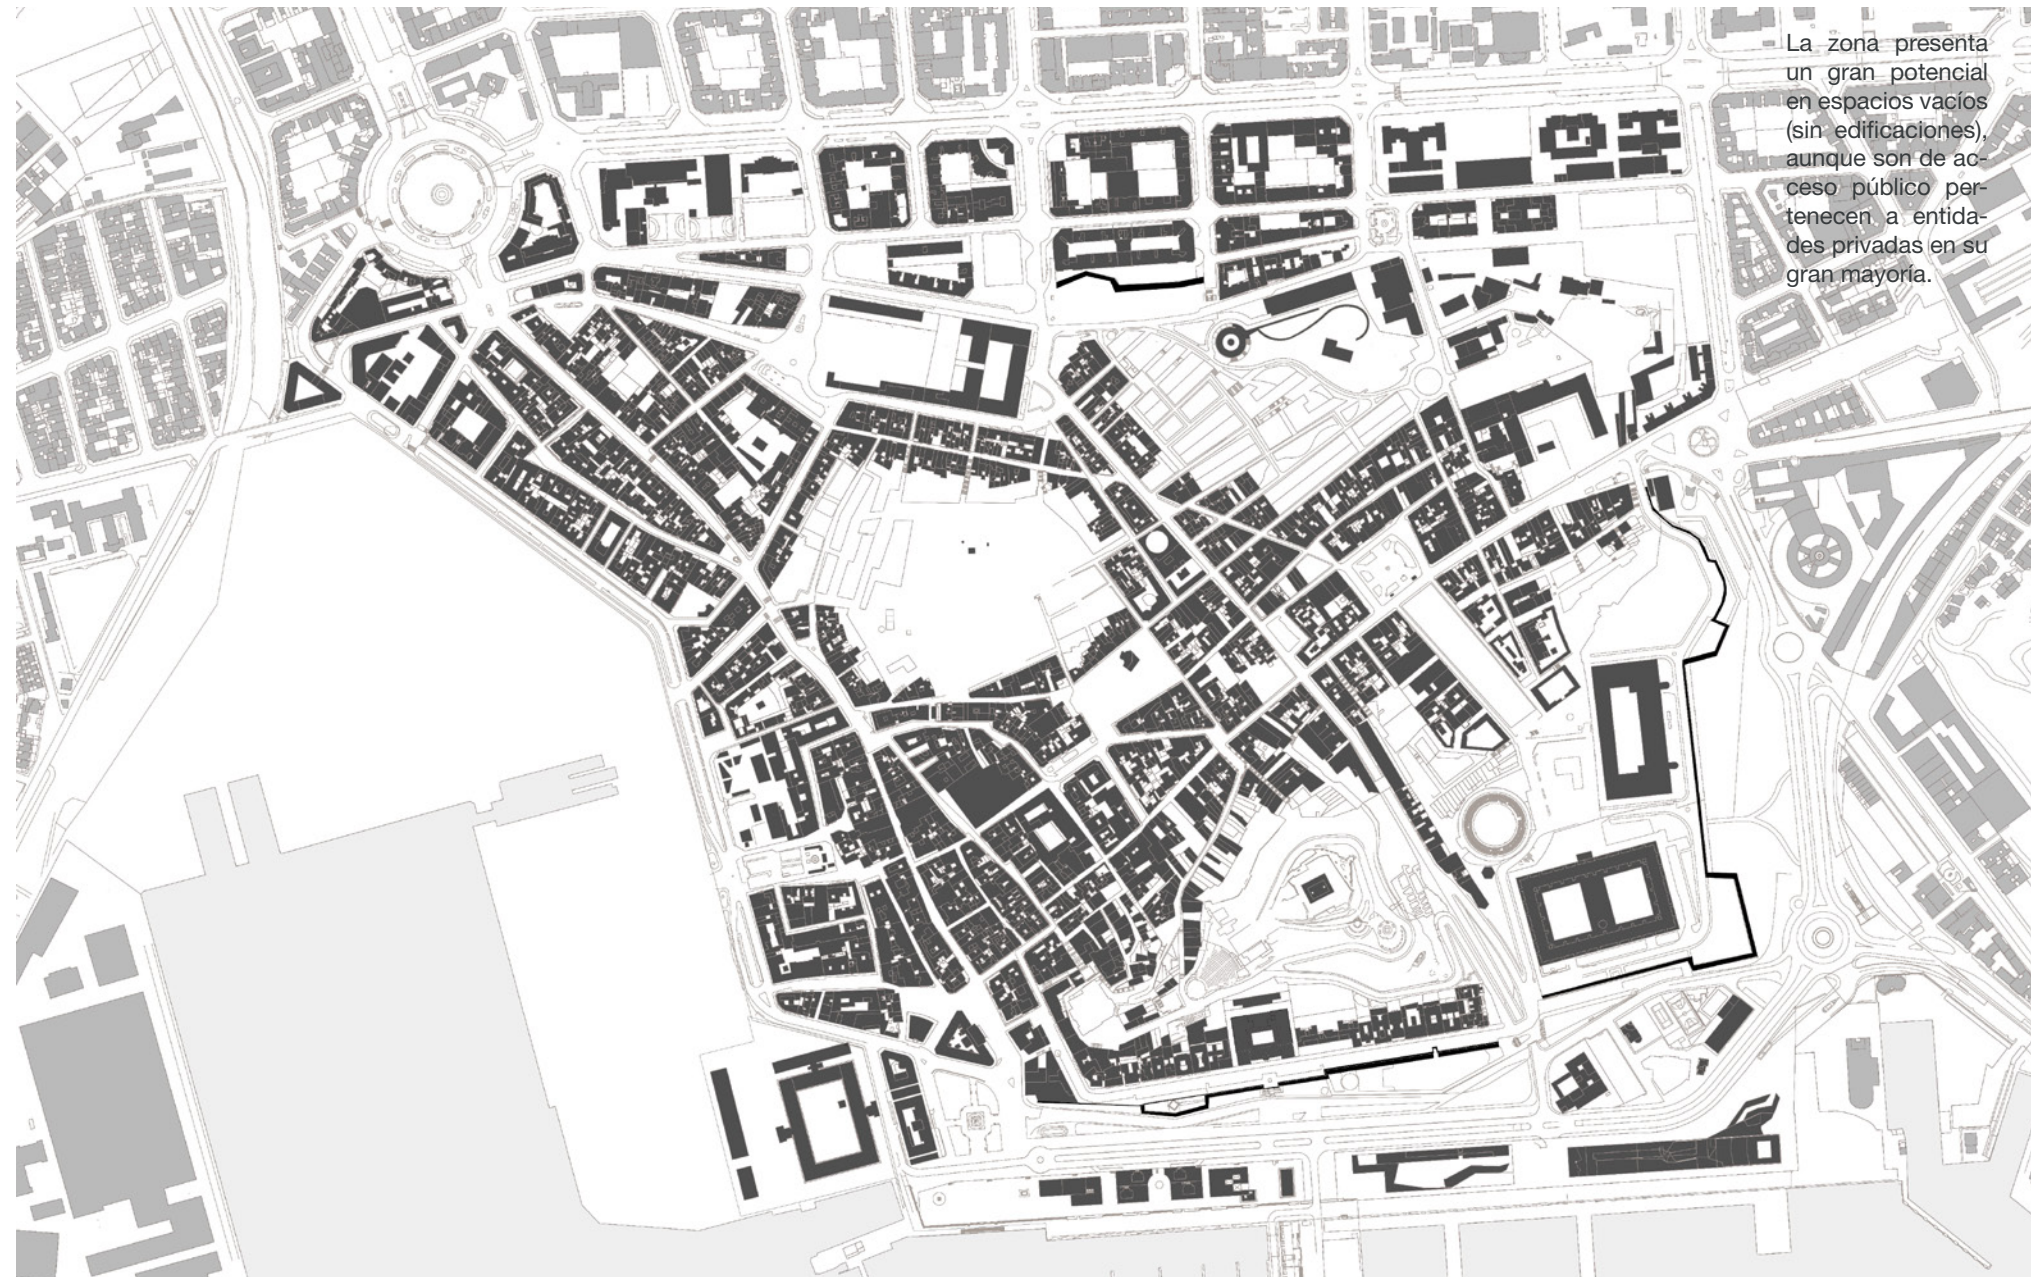 La zona presenta
un gran potencial
en espacios vacíos
(sin edificaciones),
aunque son de ac-
ceso público per-
tenecen a entida-
des privadas en su
gran mayoría.